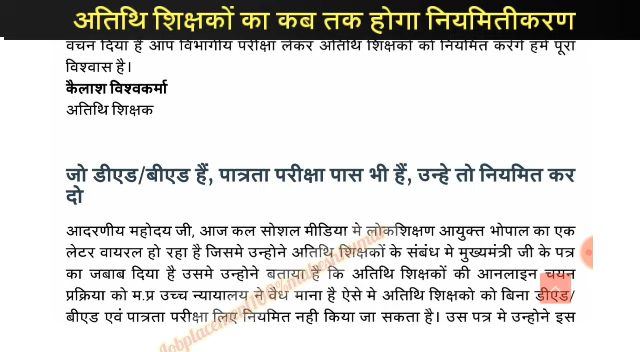 अतिथि शिक्षकों का कब तक होगा नियमितीकरण
वचन दिया है आप विभागीय परीक्षा लेकर अतिथि शिक्षकों को नियमित करेंगे हमे पूरा
विश्वास है।
कैलाश विश्वकर्मा
अतिथि शिक्षक
जो डीएड/बीएड हैं, पात्रता परीक्षा पास भी हैं, उन्हे तो नियमित कर
दो
आदरणीय महोदय जी, आज कल सोशल मीडिया मे लोकशिक्षण आयुक्त भोपाल का एक
लेटर वायरल हो रहा है जिसमे उन्होने अतिथि शिक्षकों के संबंध मे मुख्यमंत्री जी के पत्र
का जबाब दिया है उसमे उन्होने बताया है कि अतिथि शिक्षकों की आनलाइन चयन
प्रक्रिया को म.प्र उच्च न्यायालय ने वैध माना है ऐसे मे अतिथि शिक्षको को बिना डीएड/
बीएड एवं पात्रता परीक्षा लिए नियमित नही किया जा सकता है। उस पत्र मे उन्होने इस